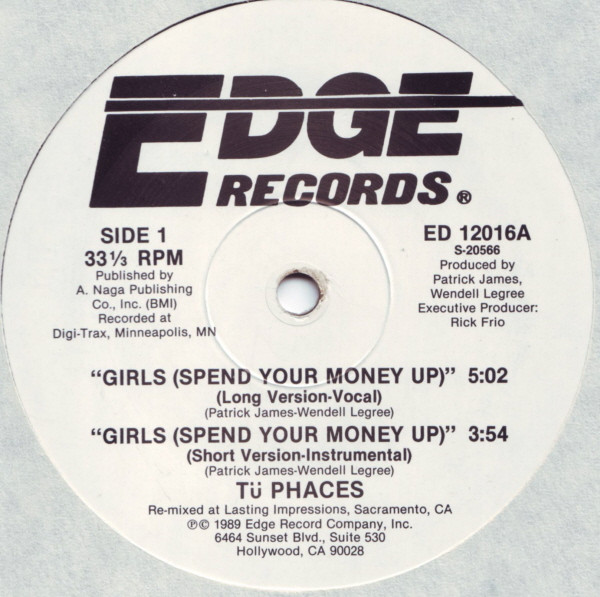 EDGE
RECORDS®
SIDE 1
33⅓ RPM
Published by
A. Naga Publishing
Co., Inc. (BMI)
Recorded at
Digi-Trax, Minneapolis, MN
ED 12016A
S-20566
Produced by
Patrick James,
Wendell Legree
Executive Producer:
Rick Frio
"GIRLS (SPEND YOUR MONEY UP)" 5:02
(Long Version-Vocal)
(Patrick James-Wendell Legree)
"GIRLS (SPEND YOUR MONEY UP)" 3:54
(Short Version-Instrumental)
(Patrick James-Wendell Legree)
Tü PHACES
Re-mixed at Lasting Impressions, Sacramento, CA
℗© 1989 Edge Record Company, Inc.
6464 Sunset Blvd., Suite 530
Hollywood, CA 90028